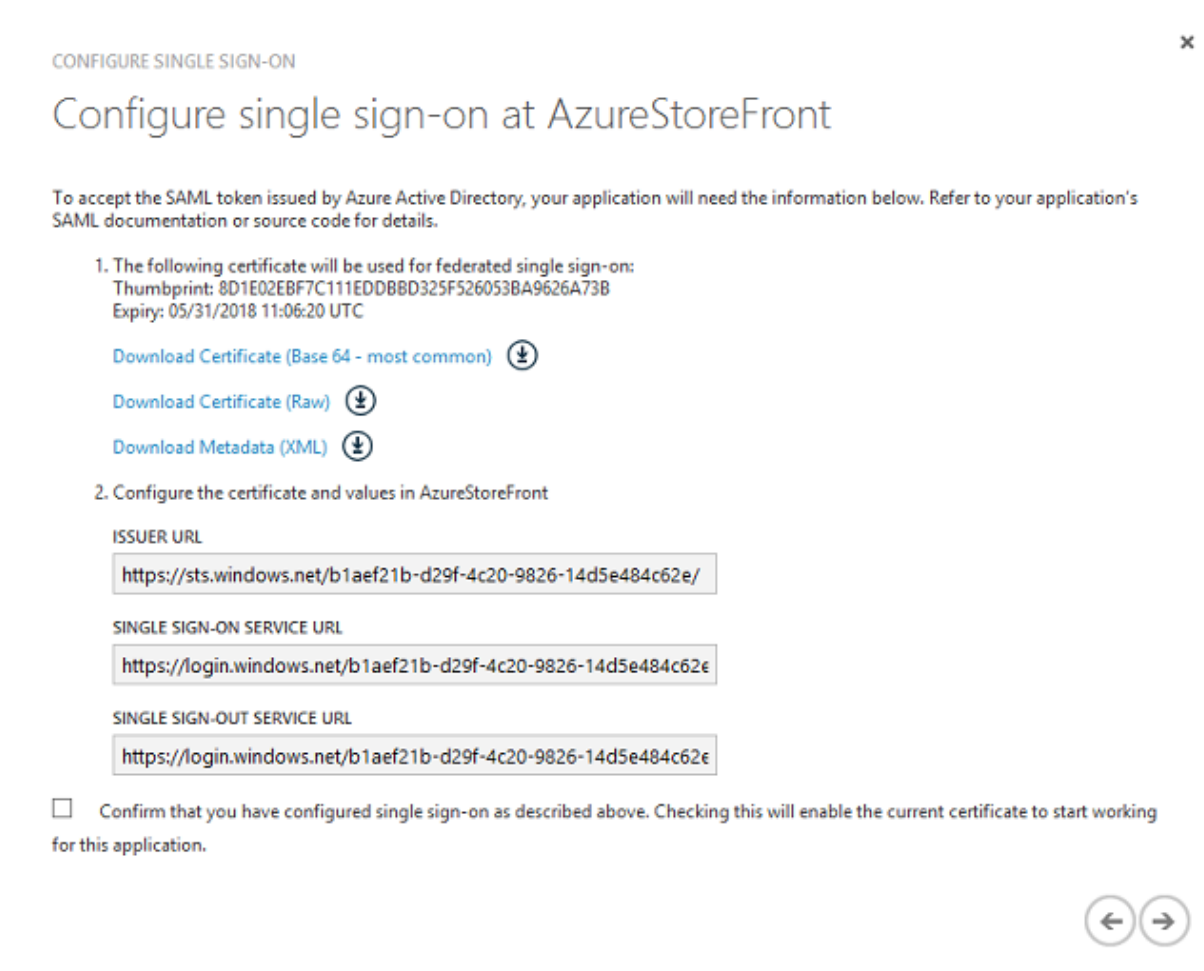 CONFIGURE SINGLE SIGN-ON
Configure single sign-on at AzureStoreFront
To accept the SAML token issued by Azure Active Directory, your application will need the information below. Refer to your application's
SAML documentation or source code for details.
1. The following certificate will be used for federated single sign-on:
Thumbprint: 8D1E02EBF7C111EDDBBD325F526053BA9626A73B
Expiry: 05/31/2018 11:06:20 UTC
Download Certificate (Base 64 - most common)
Download Certificate (Raw)
Download Metadata (XML)
2. Configure the certificate and values in AzureStoreFront
ISSUER URL
https://sts.windows.net/b1aef21b-d29f-4c20-9826-14d5e484c62e/
SINGLE SIGN-ON SERVICE URL
https://login.windows.net/b1aef21b-d29f-4c20-9826-14d5e484c62e
SINGLE SIGN-OUT SERVICE URL
https://login.windows.net/b1aef21b-d29f-4c20-9826-14d5e484c62e
Confirm that you have configured single sign-on as described above. Checking this will enable the current certificate to start working
for this application.